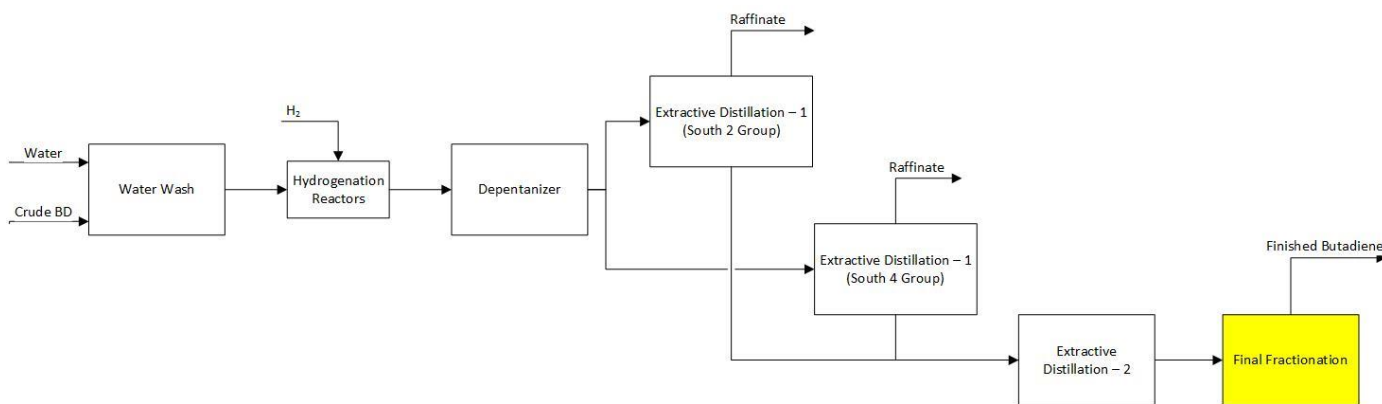 Raffinate
Extractive Distillation – 1
(South 2 Group)
H2
Water
Crude BD
Water Wash
Hydrogenation
Reactors
Depentanizer
Raffinate
Extractive Distillation – 1
(South 4 Group)
Finished Butadiene
Extractive
Distillation – 2
Final Fractionation